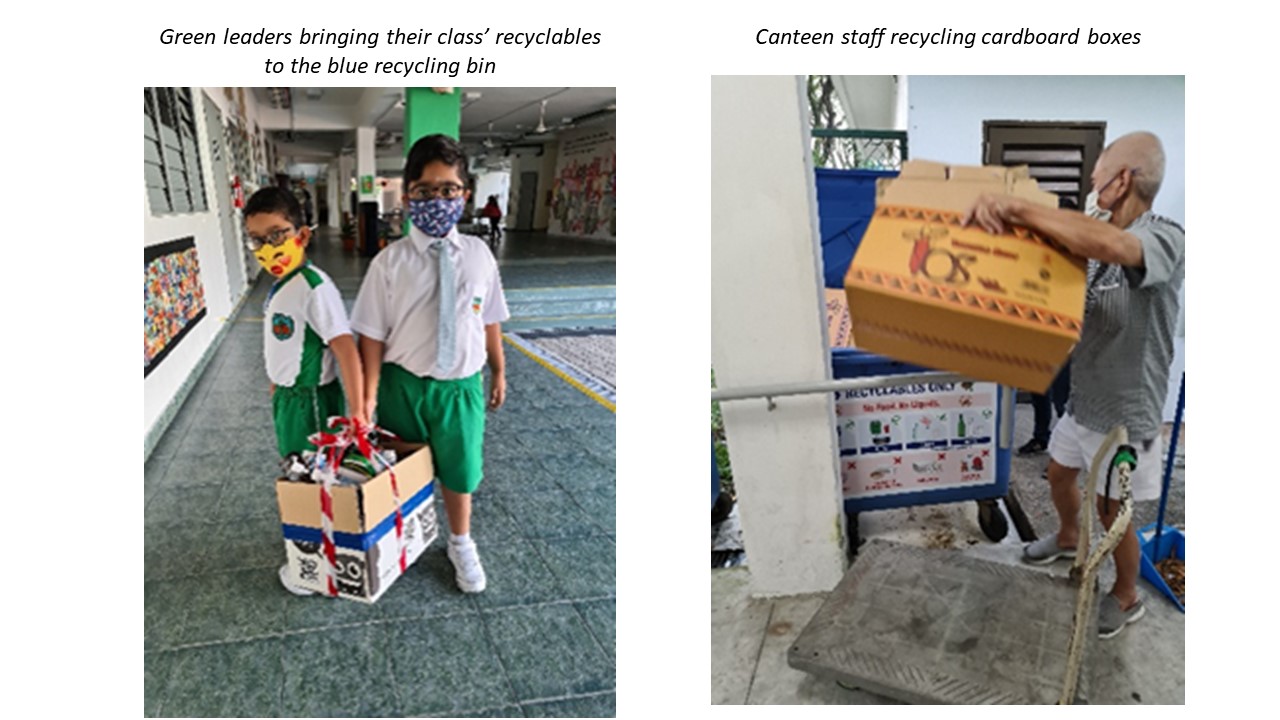 Green leaders bringing their class’ recyclables
to the blue recycling bin
Canteen staff recycling cardboard boxes
RECYCLABLES ONLY
No Food. No Liquids.